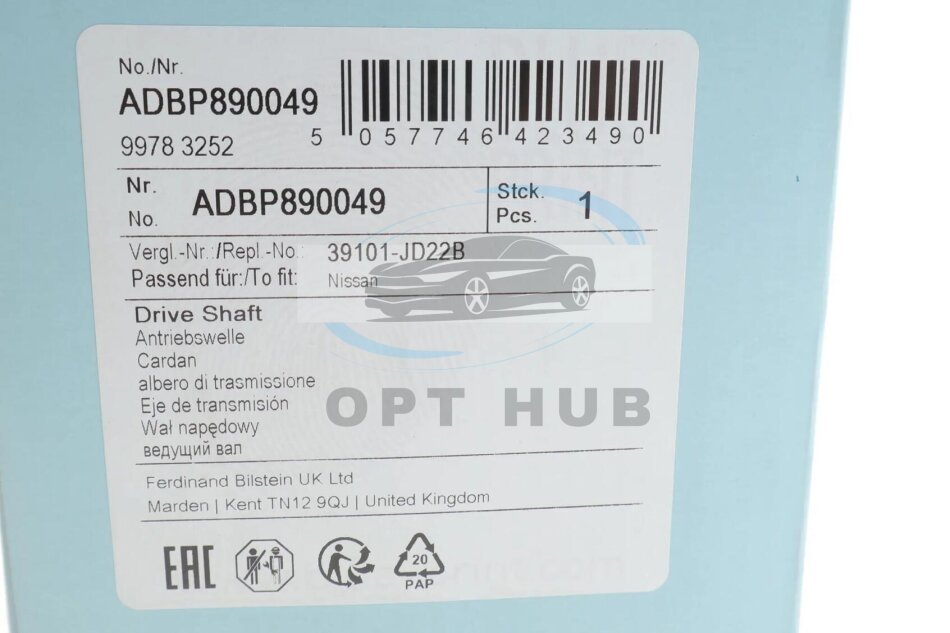 No./Nr.
ADBP890049
9978 3252
5 057746 423490
Nr.
No.
ADBP890049
Stck.
Pcs.
1
Vergl.-Nr.:/Repl.-No.: 39101-JD22B
Passend für:/To fit: Nissan
Drive Shaft
Antriebswelle
Cardan
albero di trasmissione
Eje de transmisión
Wał napędowy
ведущий вал
OPT HUB
Ferdinand Bilstein UK Ltd
Marden | Kent TN12 9QJ | United Kingdom
EAC
20
PAP